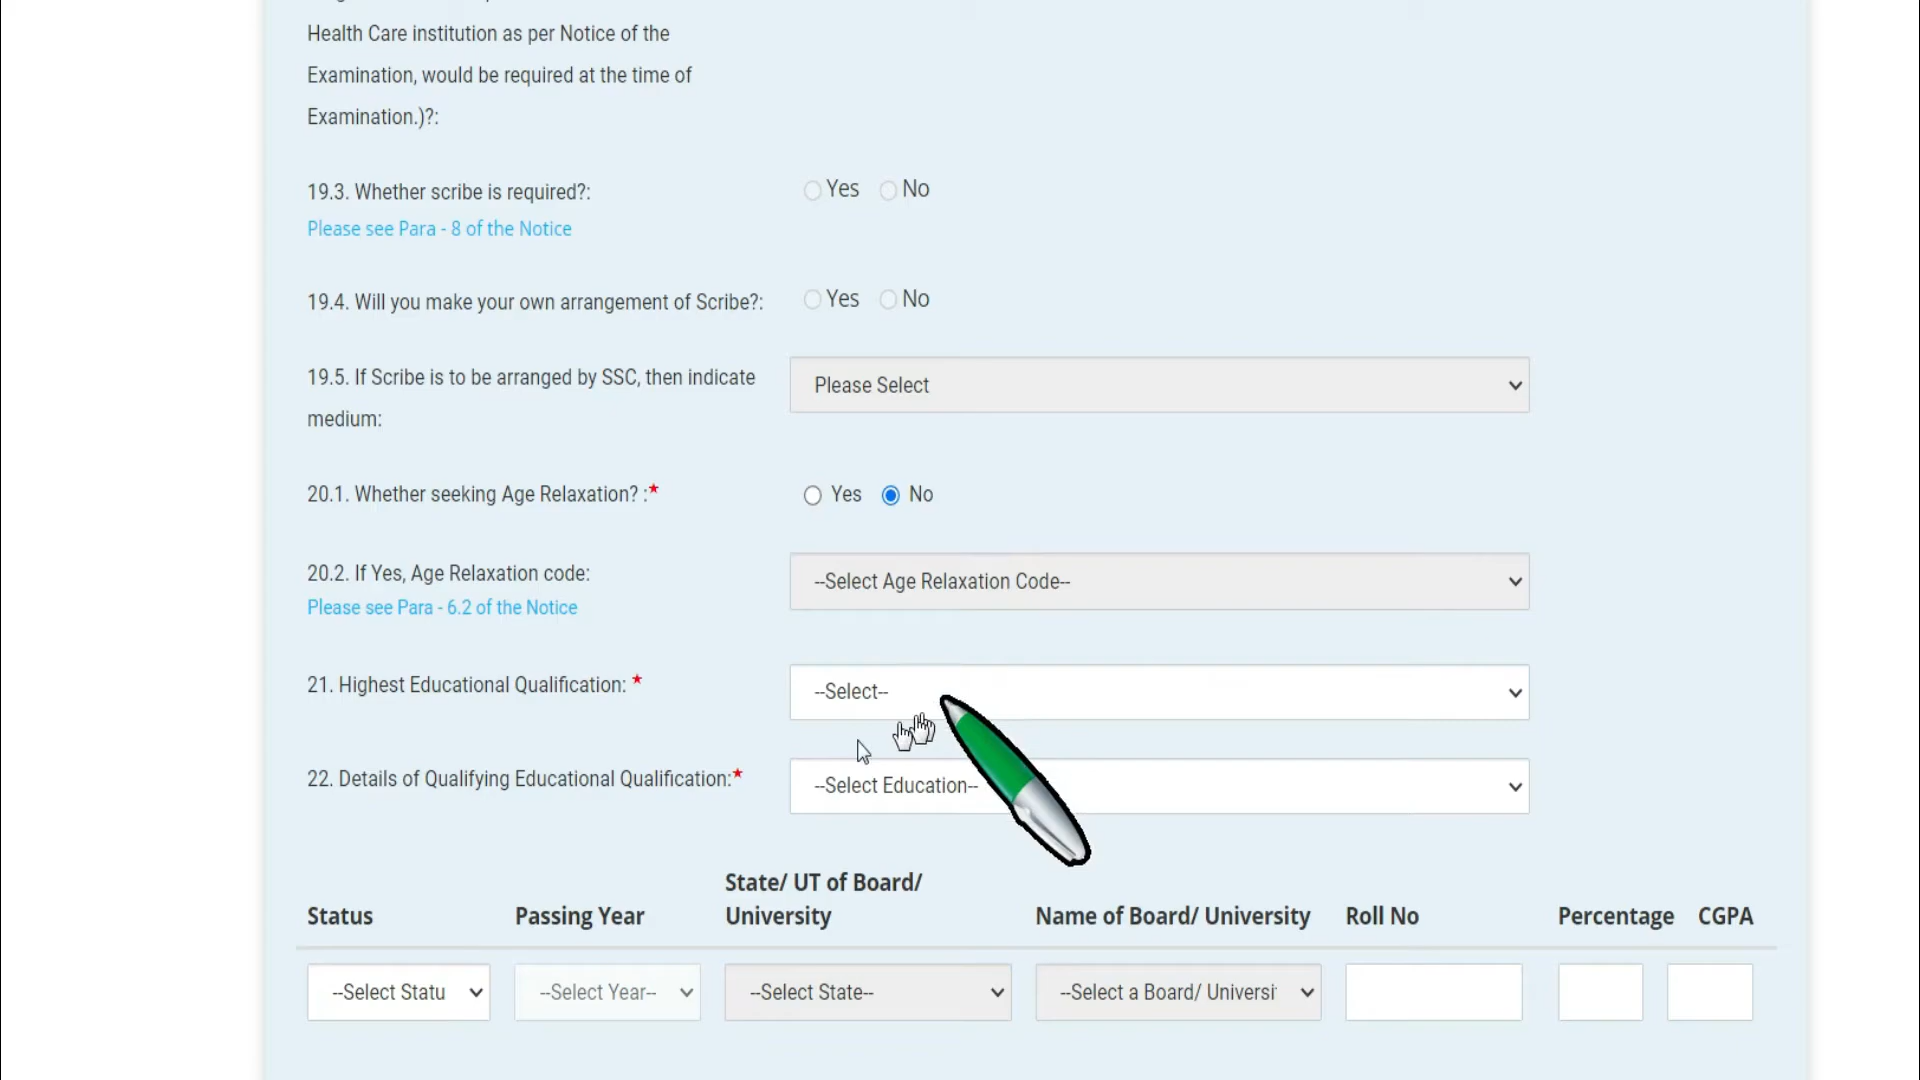 Health Care institution as per Notice of the
Examination, would be required at the time of
Examination.)?:
19.3. Whether scribe is required?:
Yes No
Please see Para - 8 of the Notice
19.4. Will you make your own arrangement of Scribe?:
Yes No
19.5. If Scribe is to be arranged by SSC, then indicate
medium:
Please Select
20.1. Whether seeking Age Relaxation? :*
Yes No
20.2. If Yes, Age Relaxation code:
--Select Age Relaxation Code--
Please see Para - 6.2 of the Notice
21. Highest Educational Qualification: *
--Select--
22. Details of Qualifying Educational Qualification:*
--Select Education--
Status Passing Year State/ UT of Board/
University Name of Board/ University Roll No Percentage CGPA
--Select Statu --Select Year-- --Select State-- --Select a Board/ Universi